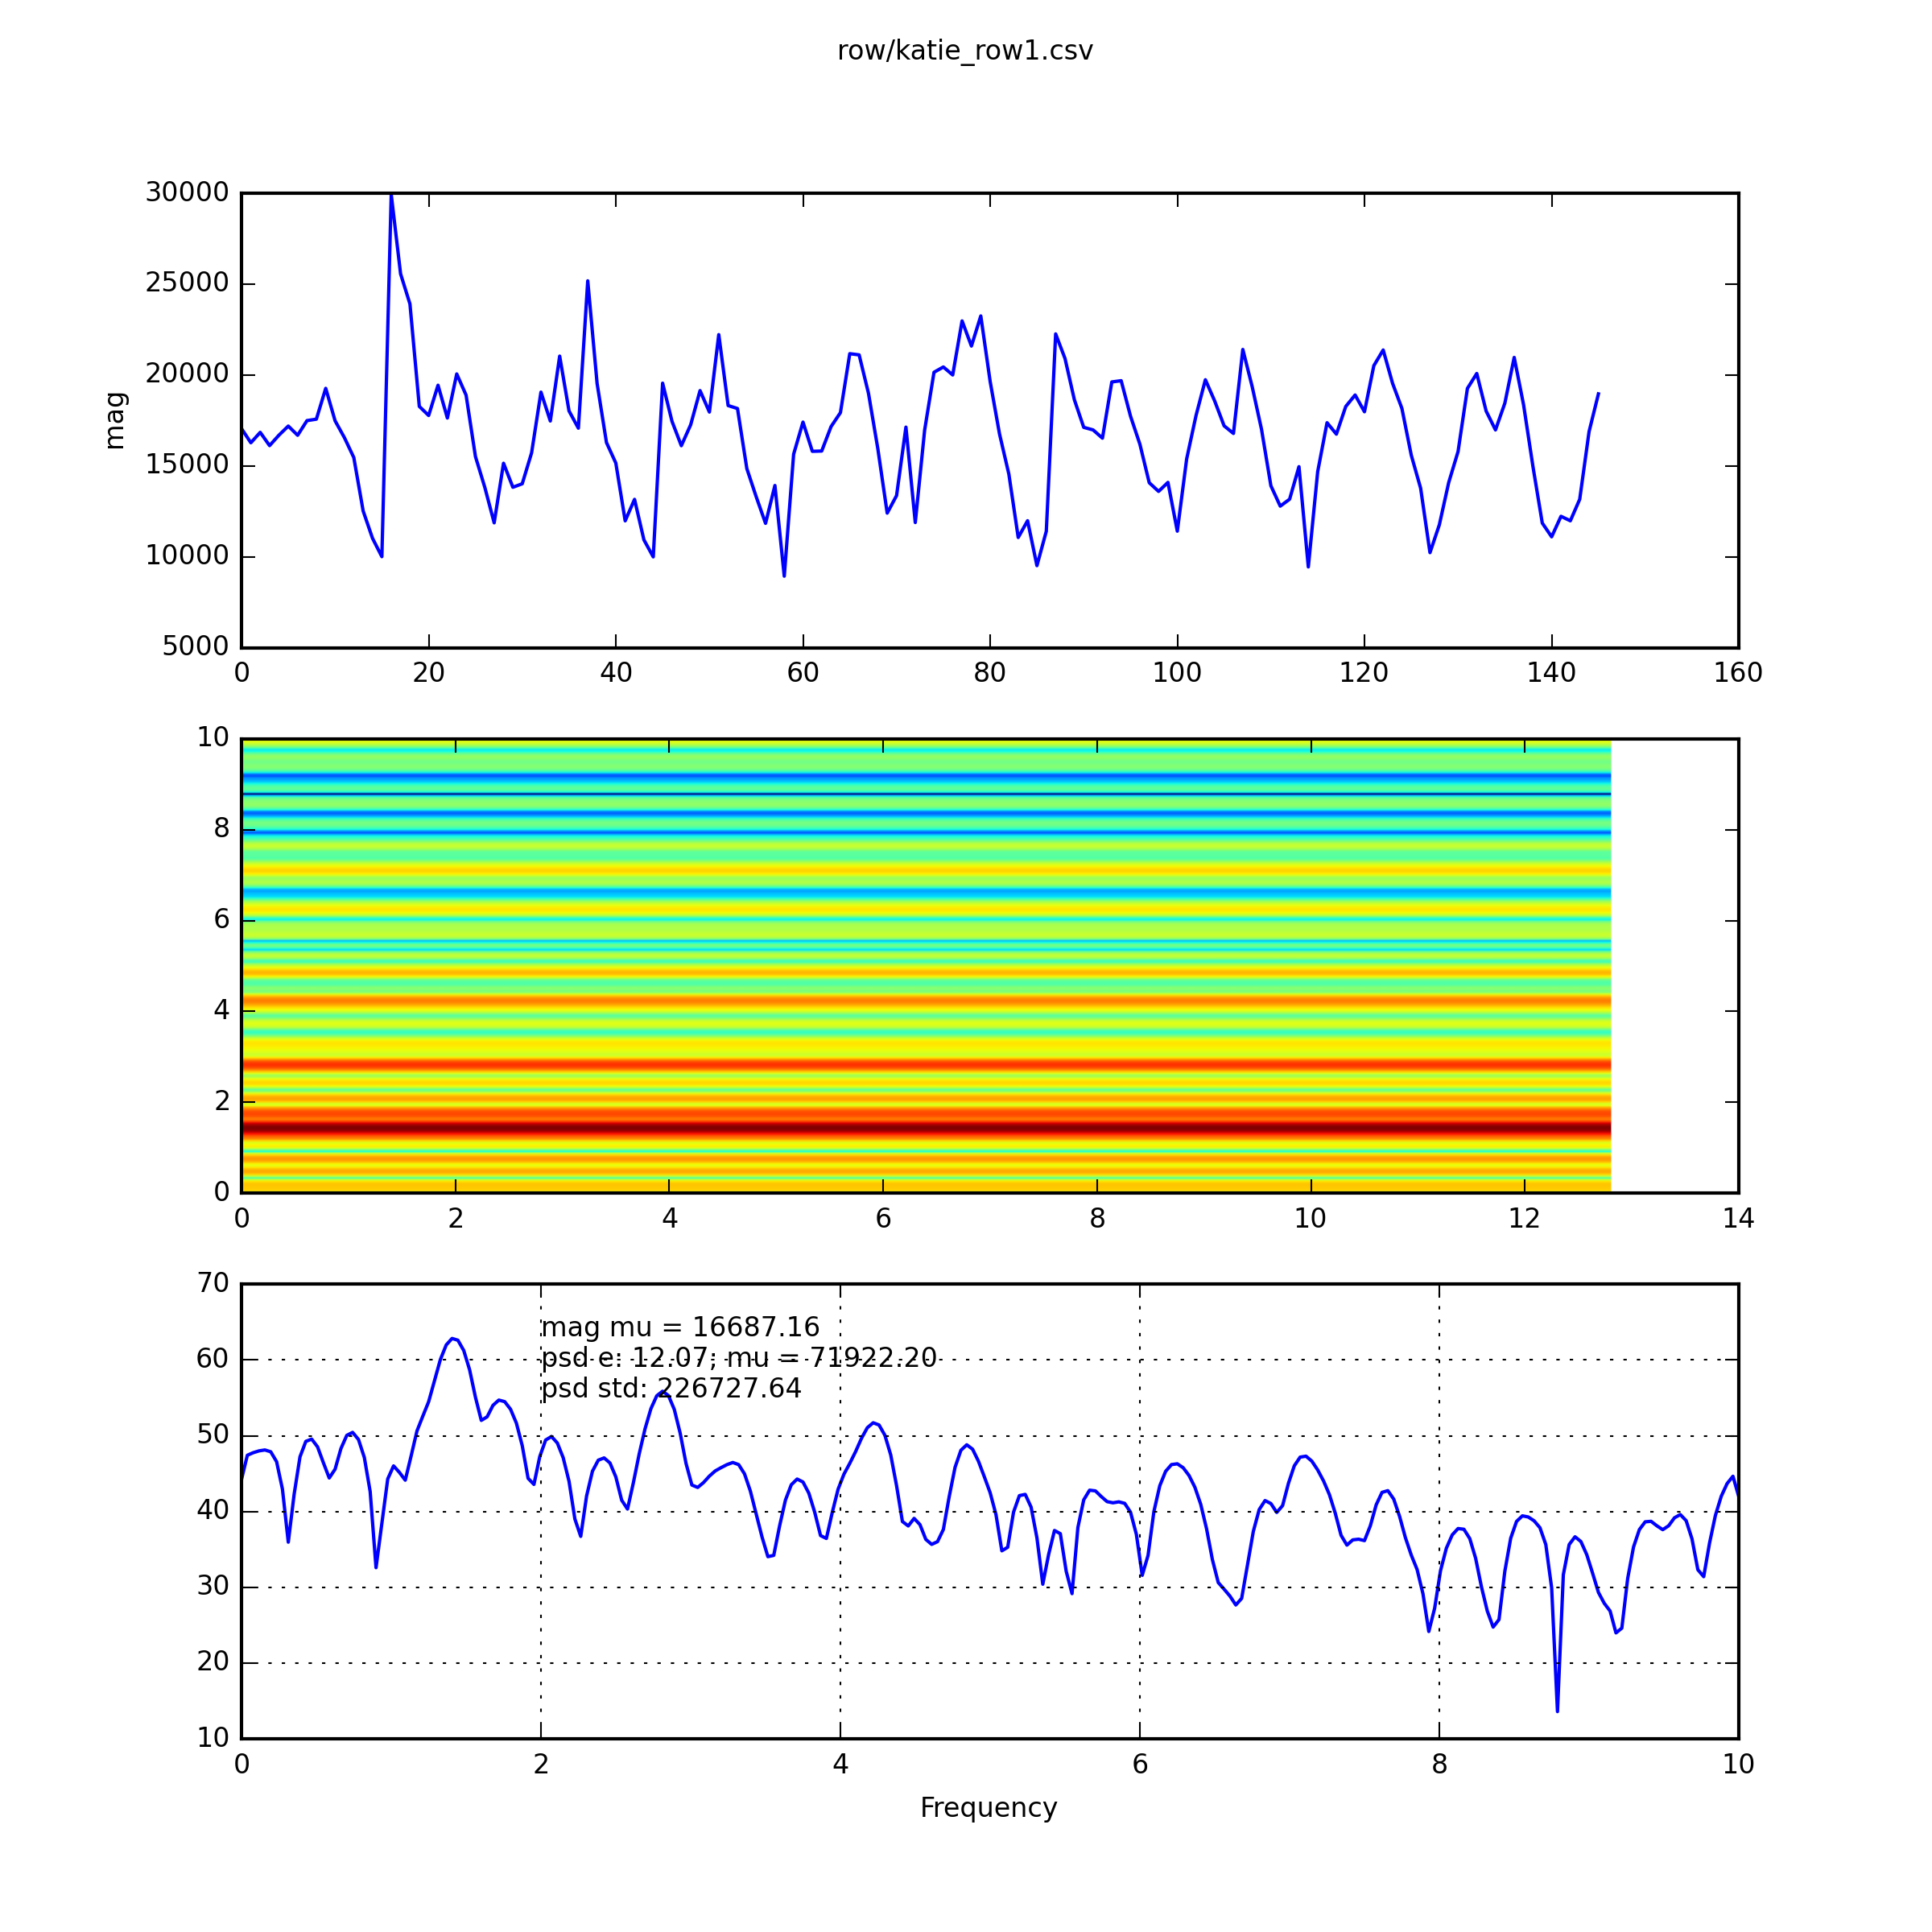 row/katie_row1.csv
30000
25000
20000
15000
10000
5000
mag
0 20 40 60 80 100 120 140 160
10
8
6
4
2
0
0 2 4 6 8 10 12 14
70
60
50
40
30
20
10
mag mu = 16687.16
psd e: 12.07; mu = 71922.20
psd std: 226727.64
0 2 4 6 8 10
Frequency